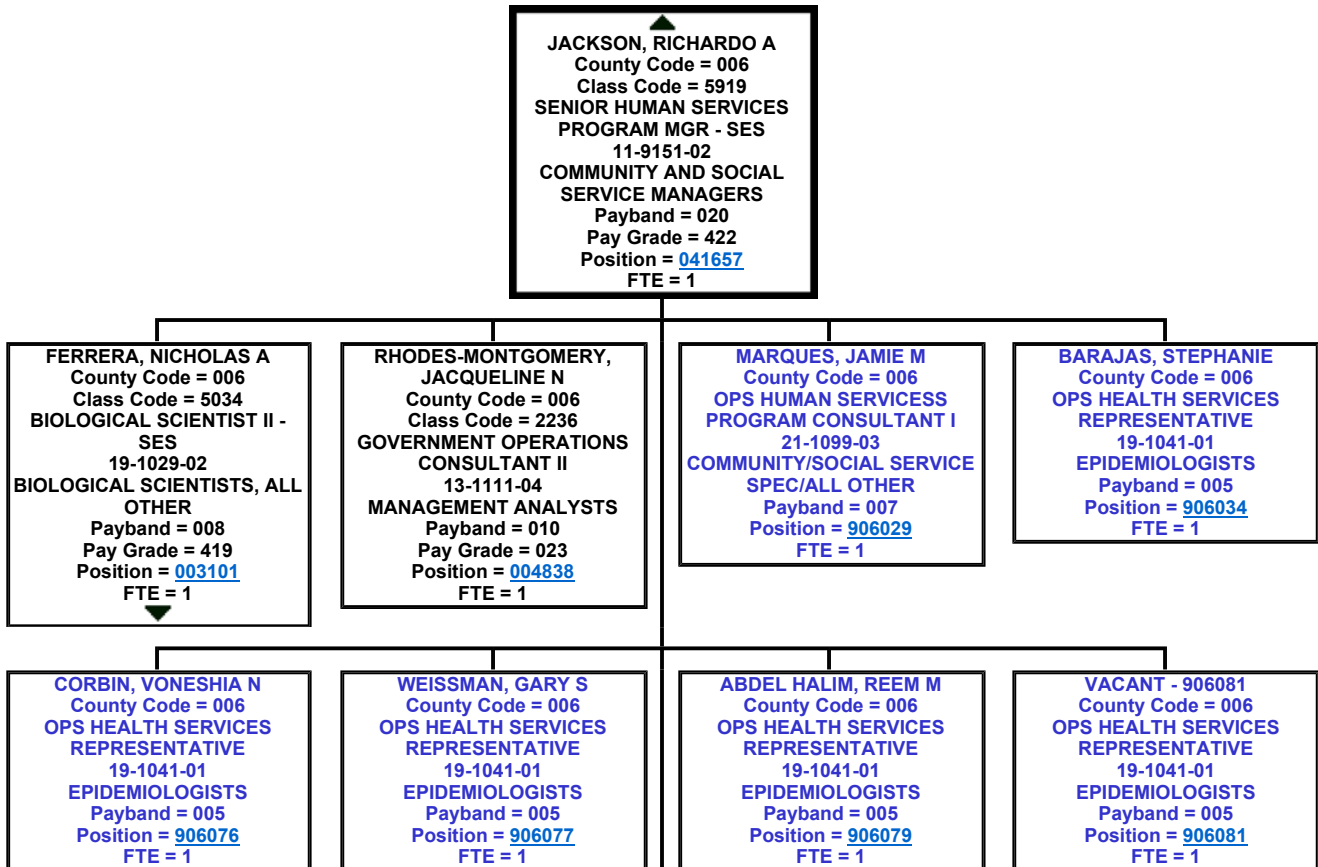 JACKSON, RICHARDO A
County Code = 006
Class Code = 5919
SENIOR HUMAN SERVICES
PROGRAM MGR - SES
11-9151-02
COMMUNITY AND SOCIAL
SERVICE MANAGERS
Payband = 020
Pay Grade = 422
Position = 041657
FTE = 1
FERRERA, NICHOLAS A
County Code = 006
Class Code = 5034
BIOLOGICAL SCIENTIST II -
SES
19-1029-02
BIOLOGICAL SCIENTISTS, ALL
OTHER
Payband = 008
Pay Grade = 419
Position = 003101
FTE = 1
RHODES-MONTGOMERY,
JACQUELINE N
County Code = 006
Class Code = 2236
GOVERNMENT OPERATIONS
CONSULTANT II
13-1111-04
MANAGEMENT ANALYSTS
Payband = 010
Pay Grade = 023
Position = 004838
FTE = 1
MARQUES, JAMIE M
County Code = 006
OPS HUMAN SERVICESS
PROGRAM CONSULTANT I
21-1099-03
COMMUNITY/SOCIAL SERVICE
SPEC/ALL OTHER
Payband = 007
Position = 906029
FTE = 1
BARAJAS, STEPHANIE
County Code = 006
OPS HEALTH SERVICES
REPRESENTATIVE
19-1041-01
EPIDEMIOLOGISTS
Payband = 005
Position = 906034
FTE = 1
CORBIN, VONESHIA N
County Code = 006
OPS HEALTH SERVICES
REPRESENTATIVE
19-1041-01
EPIDEMIOLOGISTS
Payband = 005
Position = 906076
FTE = 1
WEISSMAN, GARY S
County Code = 006
OPS HEALTH SERVICES
REPRESENTATIVE
19-1041-01
EPIDEMIOLOGISTS
Payband = 005
Position = 906077
FTE = 1
ABDEL HALIM, REEM M
County Code = 006
OPS HEALTH SERVICES
REPRESENTATIVE
19-1041-01
EPIDEMIOLOGISTS
Payband = 005
Position = 906079
FTE = 1
VACANT - 906081
County Code = 006
OPS HEALTH SERVICES
REPRESENTATIVE
19-1041-01
EPIDEMIOLOGISTS
Payband = 005
Position = 906081
FTE = 1